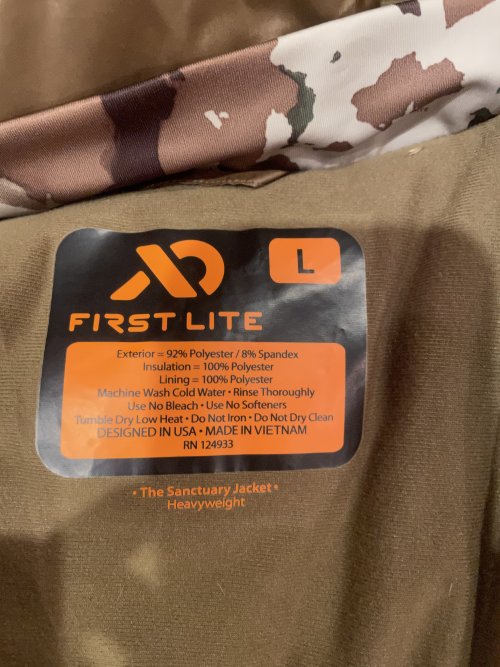 L
FIRST LITE
Exterior = 92% Polyester / 8% Spandex
Insulation = 100% Polyester
Lining = 100% Polyester
Machine Wash Cold Water • Rinse Thoroughly
Use No Bleach • Use No Softeners
Tumble Dry Low Heat • Do Not Iron • Do Not Dry Clean
DESIGNED IN USA • MADE IN VIETNAM
RN 124933
• The Sanctuary Jacket •
Heavyweight